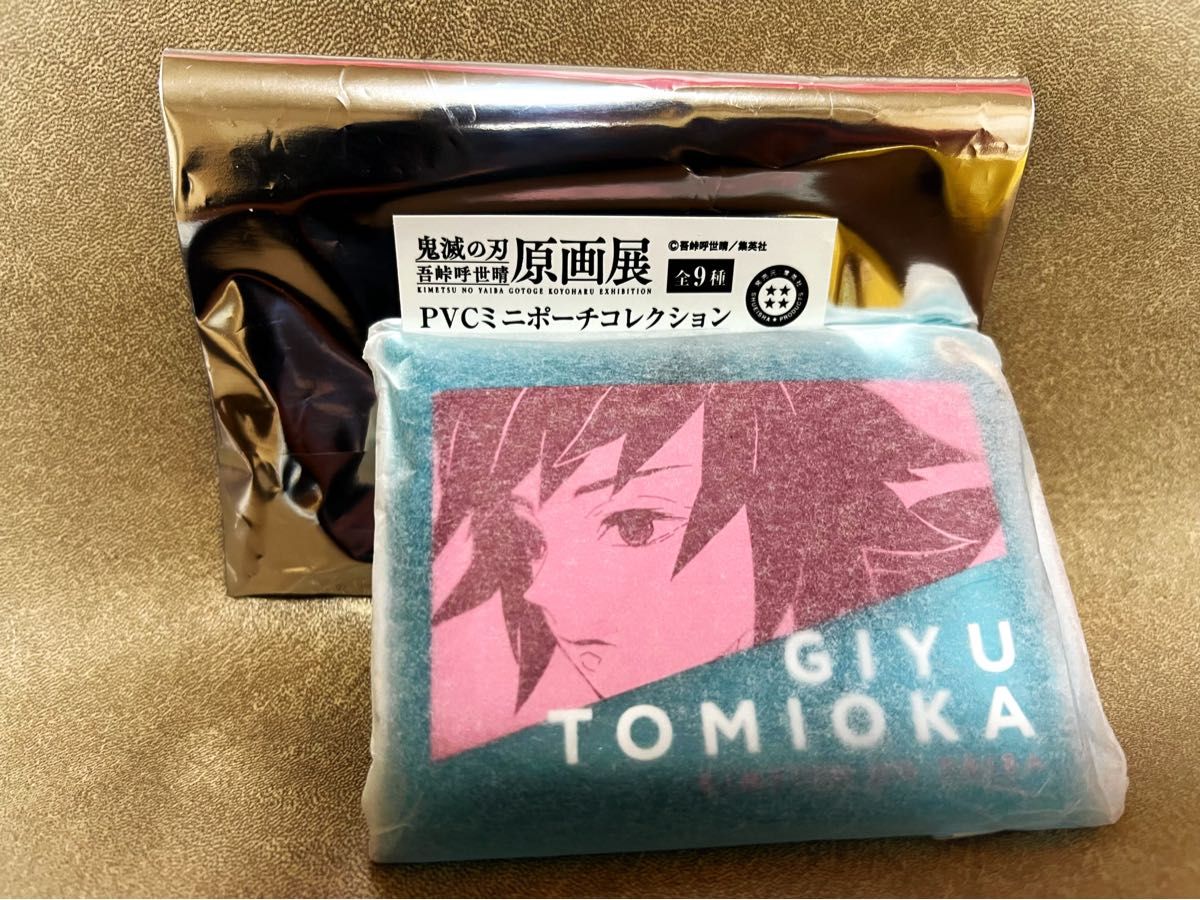 鬼滅の刃
吾峠呼世晴
原画展
KIMETSU NO YAIBA GOTOGE KOYOHARU EXHIBITION
©吾峠呼世晴/集英社
全9種
SHUEISHA PRODUCTS
PVCミニポーチコレクション
GIYU
TOMIOKA